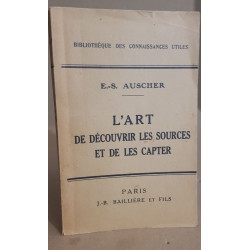 BIBLIOTHÈQUE DES CONNAISSANCES UTILES
E.-S. AUSCHER
L'ART
DE DÉCOUVRIR LES SOURCES
ET DE LES CAPTER
PARIS
J.-B. BAILLIÈRE ET FILS